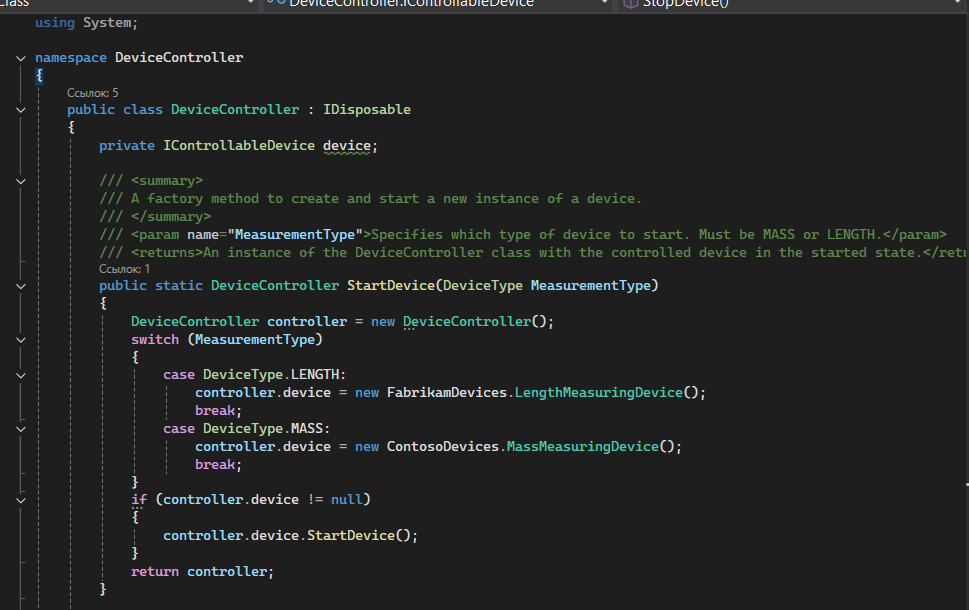 class
DeviceController.IControllableDevice
StopDevice()
using System;
namespace DeviceController
{
Ссылок: 5
public class DeviceController : IDisposable
{
private IControllableDevice device;
/// <summary>
/// A factory method to create and start a new instance of a device.
/// </summary>
/// <param name="MeasurementType">Specifies which type of device to start. Must be MASS or LENGTH.</param>
/// <returns>An instance of the DeviceController class with the controlled device in the started state.</retu
Ссылок: 1
public static DeviceController StartDevice(DeviceType MeasurementType)
{
DeviceController controller = new DeviceController();
switch (MeasurementType)
{
case DeviceType.LENGTH:
controller.device = new FabrikamDevices.LengthMeasuringDevice();
break;
case DeviceType.MASS:
controller.device = new ContosoDevices.MassMeasuringDevice();
break;
}
if (controller.device != null)
{
controller.device.StartDevice();
}
return controller;
}